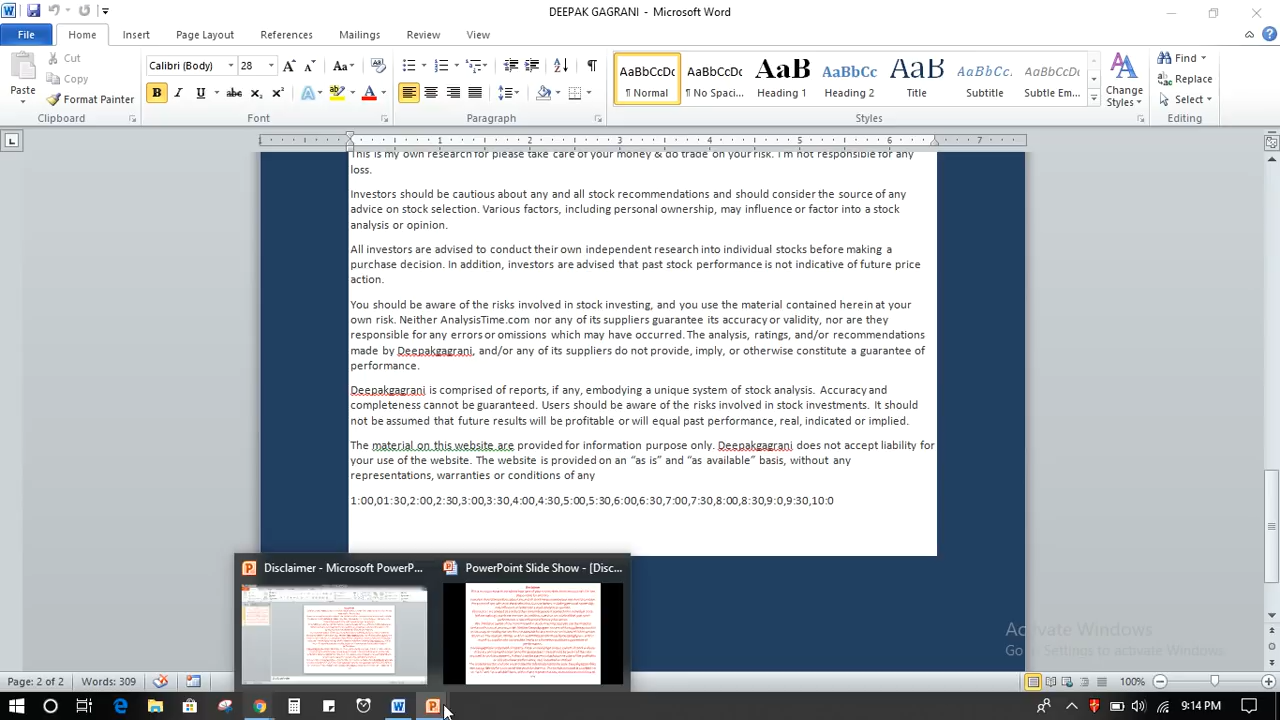 DEEPAK GAGRANI - Microsoft Word
File Home Insert Page Layout References Mailings Review View
Paste
Cut
Copy
Format Painter
Clipboard
Calibri (Body) 28
Font
Paragraph
AaBbCcDc AaBbCcDc AaB AaBbCc AaB AaBbCcD AaBbCcDc
¶ Normal ¶ No Spaci... Heading 1 Heading 2 Title Subtitle Subtle Em...
Styles
Change Styles
Find
Replace
Select
Editing
1 1 2 3 4 5 6 7
This is my own research for please take care of your money & do trade on your risk. I'm not responsible for any
loss.
Investors should be cautious about any and all stock recommendations and should consider the source of any
advice on stock selection. Various factors, including personal ownership, may influence or factor into a stock
analysis or opinion.
All investors are advised to conduct their own independent research into individual stocks before making a
purchase decision. In addition, investors are advised that past stock performance is not indicative of future price
action.
You should be aware of the risks involved in stock investing, and you use the material contained herein at your
own risk. Neither AnalysisTime.com nor any of its suppliers guarantee its accuracy or validity, nor are they
responsible for any errors or omissions which may have occurred. The analysis, ratings, and/or recommendations
made by Deepakgagrani, and/or any of its suppliers do not provide, imply, or otherwise constitute a guarantee of
performance.
Deepakgagrani is comprised of reports, if any, embodying a unique system of stock analysis. Accuracy and
completeness cannot be guaranteed. Users should be aware of the risks involved in stock investments. It should
not be assumed that future results will be profitable or will equal past performance, real, indicated or implied.
The material on this website are provided for information purpose only. Deepakgagrani does not accept liability for
your use of the website. The website is provided on an “as is” and “as available” basis, without any
representations, warranties or conditions of any
1:00,01:30,2:00,2:30,3:00,3:30,4:00,4:30,5:00,5:30,6:00,6:30,7:00,7:30,8:00,8:30,9:0,9:30,10:0
Disclaimer - Microsoft PowerP... PowerPoint Slide Show - [Disc...
100%
9:14 PM